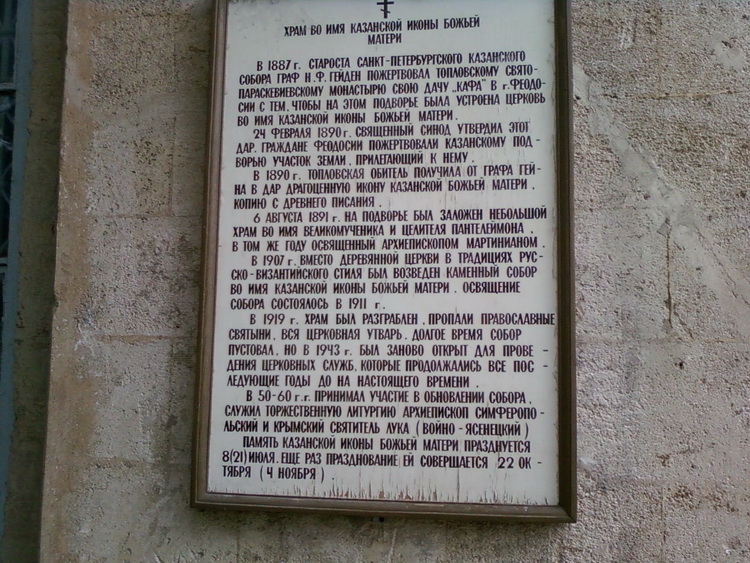 ХРАМ ВО ИМЯ КАЗАНСКОЙ ИКОНЫ БОЖЬЕЙ
МАТЕРИ
В 1887 г. СТАРОСТА САНКТ-ПЕТЕРБУРГСКОГО КАЗАНСКОГО
СОБОРА ГРАФ Н.Ф. ГЕЙДЕН ПОЖЕРТВОВАЛ ТОПЛОВСКОМУ СВЯТО-
ПАРАСКЕВИЕВСКОМУ МОНАСТЫРЮ СВОЮ ДАЧУ „КАФА" В г. ФЕОДО-
СИИ С ТЕМ, ЧТОБЫ НА ЭТОМ ПОДВОРЬЕ БЫЛА УСТРОЕНА ЦЕРКОВЬ
ВО ИМЯ КАЗАНСКОЙ ИКОНЫ БОЖЬЕЙ МАТЕРИ.
24 ФЕВРАЛЯ 1890 г. СВЯЩЕННЫЙ СИНОД УТВЕРДИЛ ЭТОТ
ДАР. ГРАЖДАНЕ ФЕОДОСИИ ПОЖЕРТВОВАЛИ КАЗАНСКОМУ ПОД-
ВОРЬЮ УЧАСТОК ЗЕМЛИ, ПРИЛЕГАЮЩИЙ К НЕМУ.
В 1890 г. ТОПЛОВСКАЯ ОБИТЕЛЬ ПОЛУЧИЛА ОТ ГРАФА ГЕЙ-
НА В ДАР ДРАГОЦЕННУЮ ИКОНУ КАЗАНСКОЙ БОЖЬЕЙ МАТЕРИ,
КОПИЮ С ДРЕВНЕГО ПИСАНИЯ.
6 АВГУСТА 1891 г. НА ПОДВОРЬЕ БЫЛ ЗАЛОЖЕН НЕБОЛЬШОЙ
ХРАМ ВО ИМЯ ВЕЛИКОМУЧЕНИКА И ЦЕЛИТЕЛЯ ПАНТЕЛЕИМОНА,
В ТОМ ЖЕ ГОДУ ОСВЯЩЕННЫЙ АРХИЕПИСКОПОМ МАРТИНИАНОМ.
В 1907 г. ВМЕСТО ДЕРЕВЯННОЙ ЦЕРКВИ В ТРАДИЦИЯХ РУС-
СКО-ВИЗАНТИЙСКОГО СТИЛЯ БЫЛ ВОЗВЕДЕН КАМЕННЫЙ СОБОР
ВО ИМЯ КАЗАНСКОЙ ИКОНЫ БОЖЬЕЙ МАТЕРИ. ОСВЯЩЕНИЕ
СОБОРА СОСТОЯЛОСЬ В 1911 г.
В 1919 г. ХРАМ БЫЛ РАЗГРАБЛЕН, ПРОПАЛИ ПРАВОСЛАВНЫЕ
СВЯТЫНИ, ВСЯ ЦЕРКОВНАЯ УТВАРЬ. ДОЛГОЕ ВРЕМЯ СОБОР
ПУСТОВАЛ, НО В 1943 г. БЫЛ ЗАНОВО ОТКРЫТ ДЛЯ ПРОВЕ-
ДЕНИЯ ЦЕРКОВНЫХ СЛУЖБ, КОТОРЫЕ ПРОДОЛЖАЛИСЬ ВСЕ ПОС-
ЛЕДУЮЩИЕ ГОДЫ ДО НА НАСТОЯЩЕГО ВРЕМЕНИ.
В 50-60 г.г. ПРИНИМАЛ УЧАСТИЕ В ОБНОВЛЕНИИ СОБОРА,
СЛУЖИЛ ТОРЖЕСТВЕННУЮ ЛИТУРГИЮ АРХИЕПИСКОП СИМФЕРОПО-
ЛЬСКИЙ И КРЫМСКИЙ СВЯТИТЕЛЬ ЛУКА (ВОЙНО-ЯСЕНЕЦКИЙ)
ПАМЯТЬ КАЗАНСКОЙ ИКОНЫ БОЖЬЕЙ МАТЕРИ ПРАЗДНУЕТСЯ
8(21) ИЮЛЯ. ЕЩЕ РАЗ ПРАЗДНОВАНИЕ ЕЙ СОВЕРШАЕТСЯ 22 ОК-
ТЯБРЯ (4 НОЯБРЯ)